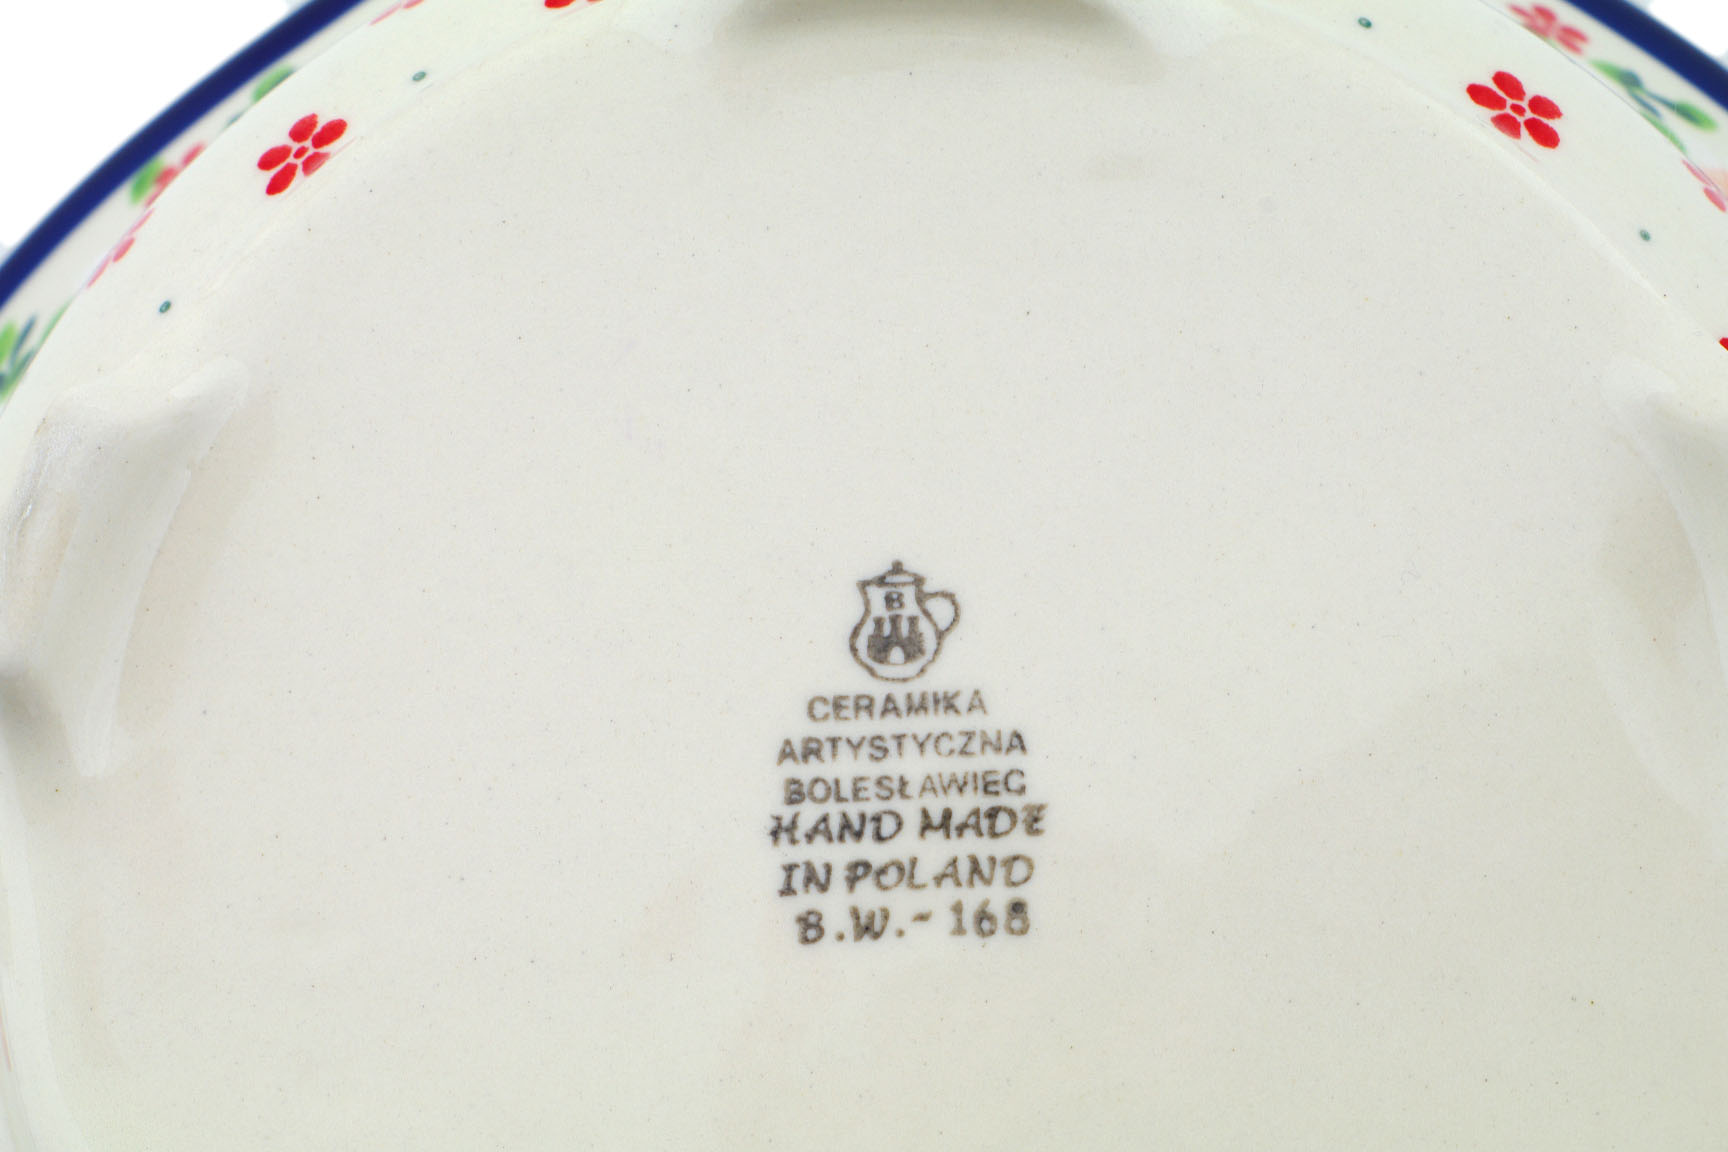 B
CERAMIKA
ARTYSTYCZNA
BOLESŁAWIEC
HAND MADE
IN POLAND
B.W.- 168